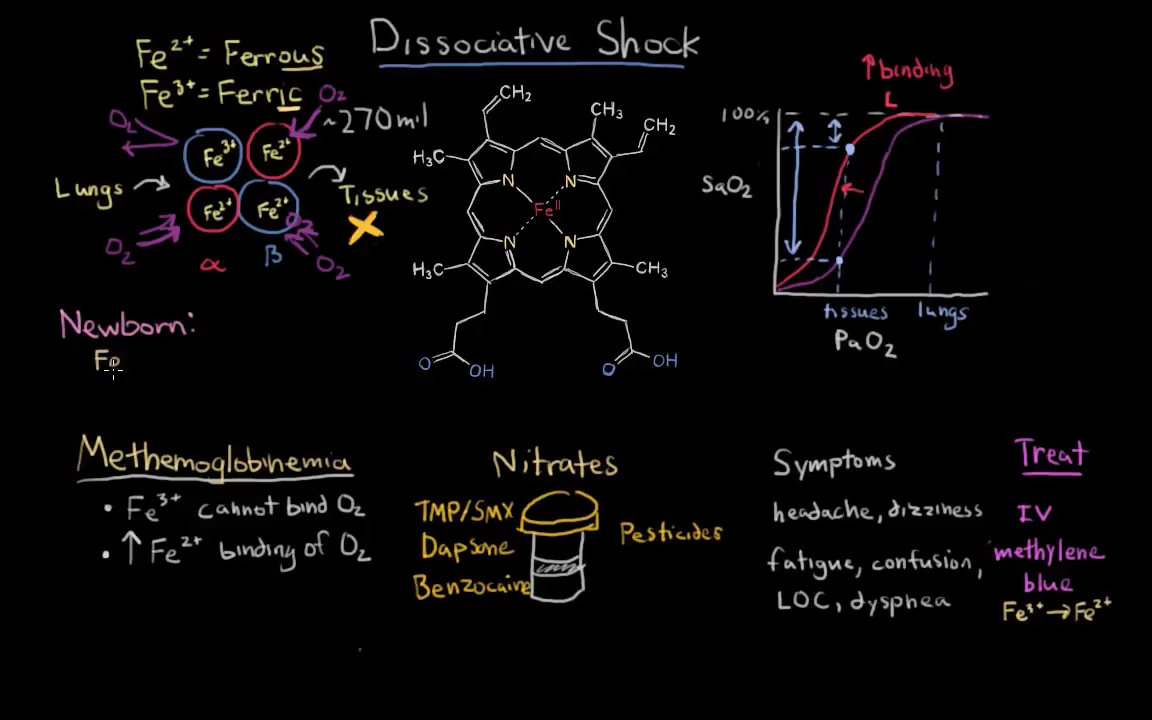 Dissociative Shock
Fe²⁺ = Ferrous
Fe³⁺ = Ferric
O₂
O₂
~270 mil
Fe³⁺
Fe²⁺
Lungs
Tissues
Fe²⁺
Fe²⁺
O₂
O₂
O₂
α
β
CH₂
CH₃
CH₂
H₃C
N
N
Feᴵᴵ
N
N
H₃C
CH₃
O
OH
O
OH
↑binding
L
100%
SaO₂
tissues
lungs
PaO₂
Newborn:
Fe
Methemoglobinemia
• Fe³⁺ cannot bind O₂
• ↑ Fe²⁺ binding of O₂
Nitrates
TMP/SMX
Dapsone
Benzocaine
Pesticides
Symptoms
headache, dizziness
fatigue, confusion,
LOC, dyspnea
Treat
IV
methylene
blue
Fe³⁺→Fe²⁺